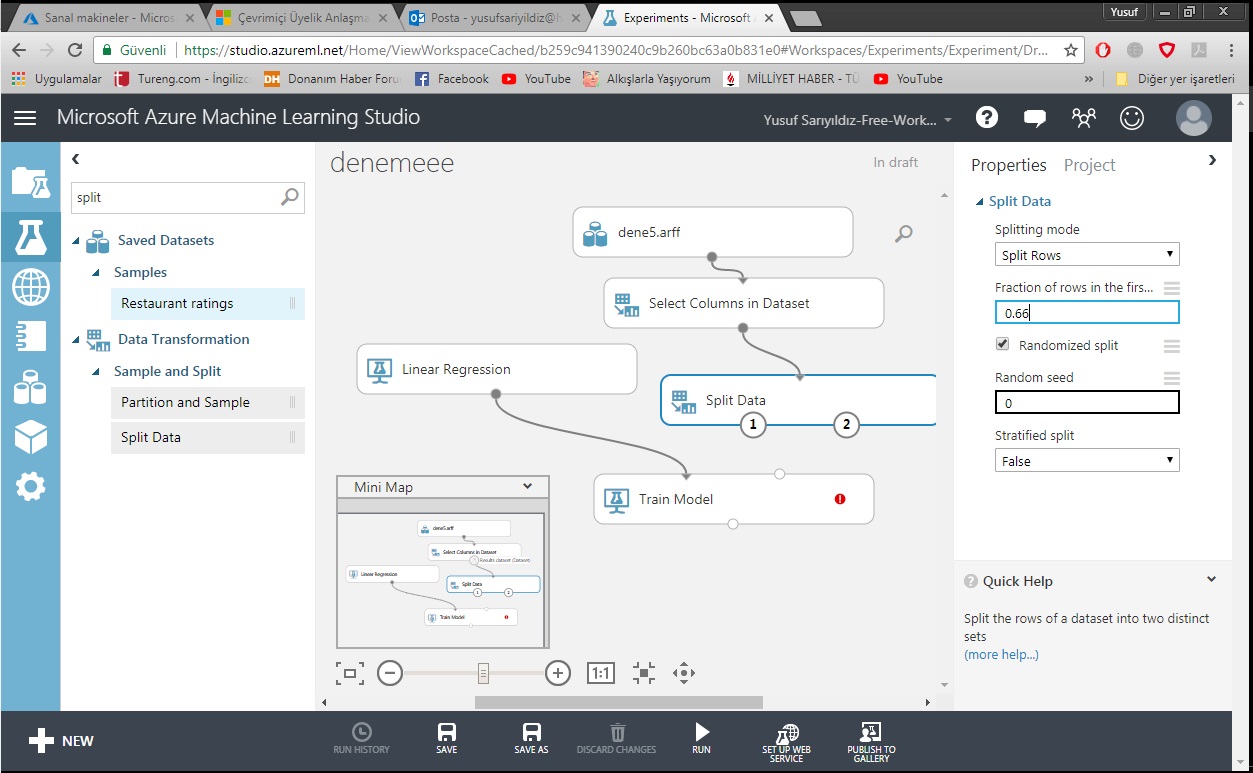 Sanal makineler - Micros
Çevrimiçi Üyelik Anlaşma
Posta - yusufsariyildiz@h
Experiments - Microsoft
Yusuf
Güvenli
https://studio.azureml.net/Home/ViewWorkspaceCached/b259c941390240c9b260bc63a0b831e0#Workspaces/Experiments/Experiment/Dr...
Uygulamalar
Tureng.com - İngilizc
DH Donanım Haber Foru
Facebook
YouTube
Alkışlarla Yaşıyorum
MİLLİYET HABER - TÜ
YouTube
»
Diğer yer işaretleri
Microsoft Azure Machine Learning Studio
Yusuf Sarıyıldız-Free-Work...
split
Saved Datasets
Samples
Restaurant ratings
Data Transformation
Sample and Split
Partition and Sample
Split Data
denemeee
In draft
dene5.arff
Select Columns in Dataset
Linear Regression
Split Data
1
2
Train Model
Mini Map
dene5.arff
Select Columns in Dataset
Results dataset (Dataset)
Linear Regression
Split Data
1
2
Train Model
1:1
Properties
Project
Split Data
Splitting mode
Split Rows
Fraction of rows in the firs...
0.66
Randomized split
Random seed
0
Stratified split
False
Quick Help
Split the rows of a dataset into two distinct
sets
(more help...)
NEW
RUN HISTORY
SAVE
SAVE AS
DISCARD CHANGES
RUN
SET UP WEB
SERVICE
PUBLISH TO
GALLERY